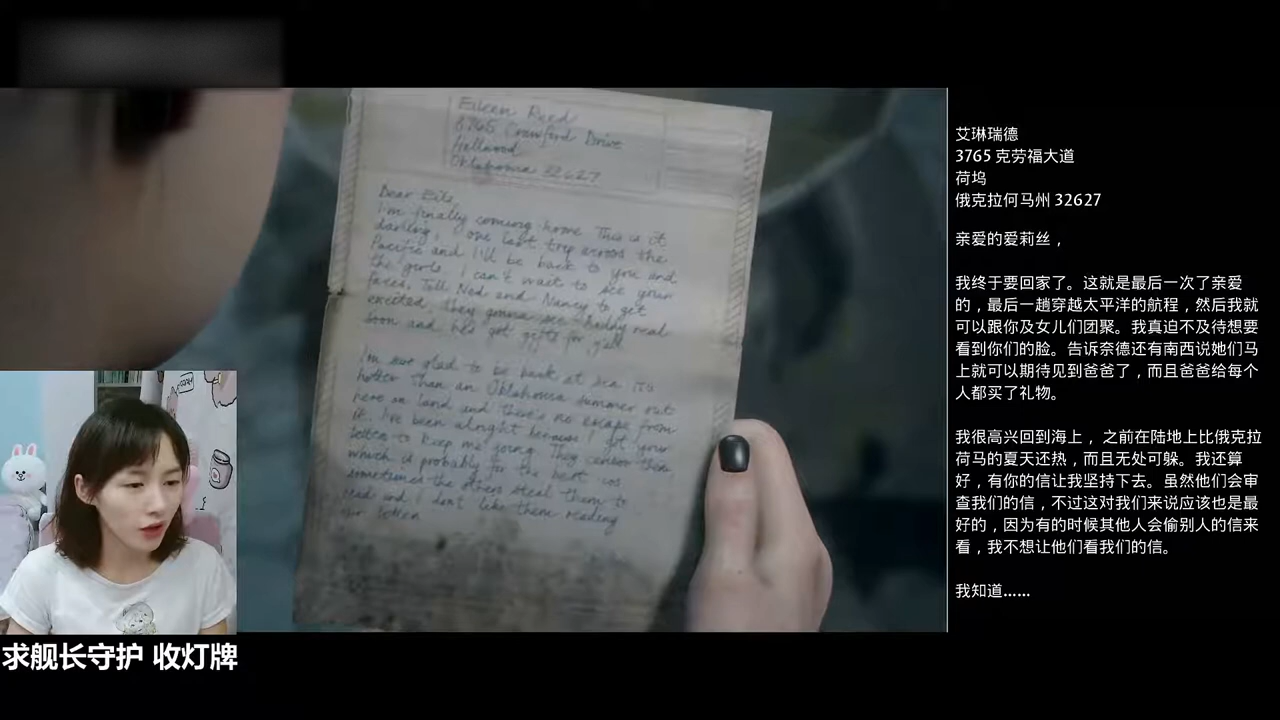 Eileen Reed
6765 Crawford Drive
Hollwood
Oklahoma 32627
Dear Eile,
I'm finally coming home This is it
darling, one last trip across the
Pacific and I'll be back to you and
the girls. I can't wait to see your
faces. Tell Ned and Nancy to get
excited, they gonna see Daddy real
soon and he's got gifts for y'all
I'm sure glad to be back at sea its
hotter than an Oklahoma summer out
here on land and there's no escape from
it. I've been alright because I got your
letters to keep me going. They censor them
which is probably for the best cos
sometimes the others steal them to
read and I don't like them reading
our letters
艾琳瑞德
3765 克劳福大道
荷坞
俄克拉何马州 32627
亲爱的爱莉丝，
我终于要回家了。这就是最后一次了亲爱
的，最后一趟穿越太平洋的航程，然后我就
可以跟你及女儿们团聚。我真迫不及待想要
看到你们的脸。告诉奈德还有南西说她们马
上就可以期待见到爸爸了，而且爸爸给每个
人都买了礼物。
我很高兴回到海上，之前在陆地上比俄克拉
荷马的夏天还热，而且无处可躲。我还算
好，有你的信让我坚持下去。虽然他们会审
查我们的信，不过这对我们来说应该也是最
好的，因为有的时候其他人会偷别人的信来
看，我不想让他们看我们的信。
我知道……
求舰长守护 收灯牌